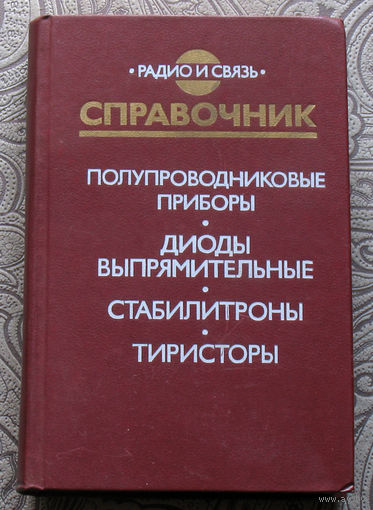 • РАДИО И СВЯЗЬ •
СПРАВОЧНИК
ПОЛУПРОВОДНИКОВЫЕ
ПРИБОРЫ
•
ДИОДЫ
ВЫПРЯМИТЕЛЬНЫЕ
•
СТАБИЛИТРОНЫ
•
ТИРИСТОРЫ